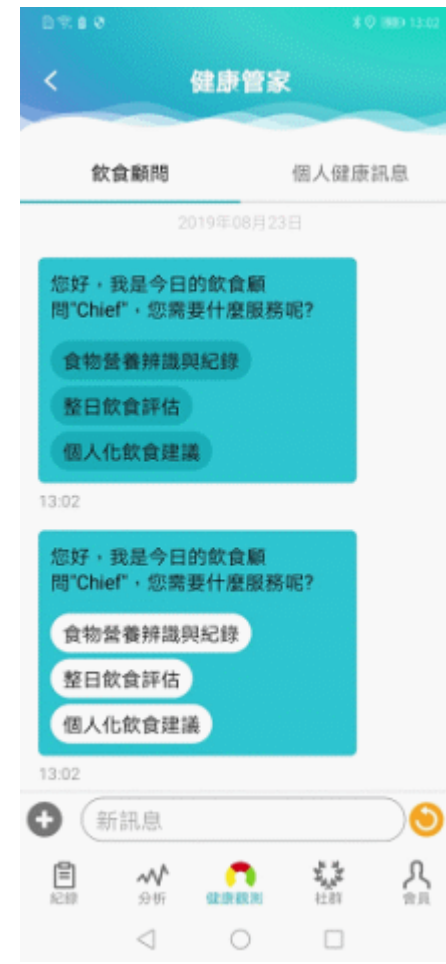 13:02
健康管家
飲食顧問
個人健康訊息
2019年08月23日
您好，我是今日的飲食顧
問"Chief"，您需要什麼服務呢?
食物營養辨識與紀錄
整日飲食評估
個人化飲食建議
13:02
您好，我是今日的飲食顧
問"Chief"，您需要什麼服務呢?
食物營養辨識與紀錄
整日飲食評估
個人化飲食建議
13:02
新訊息
紀錄
分析
健康觀測
社群
會員